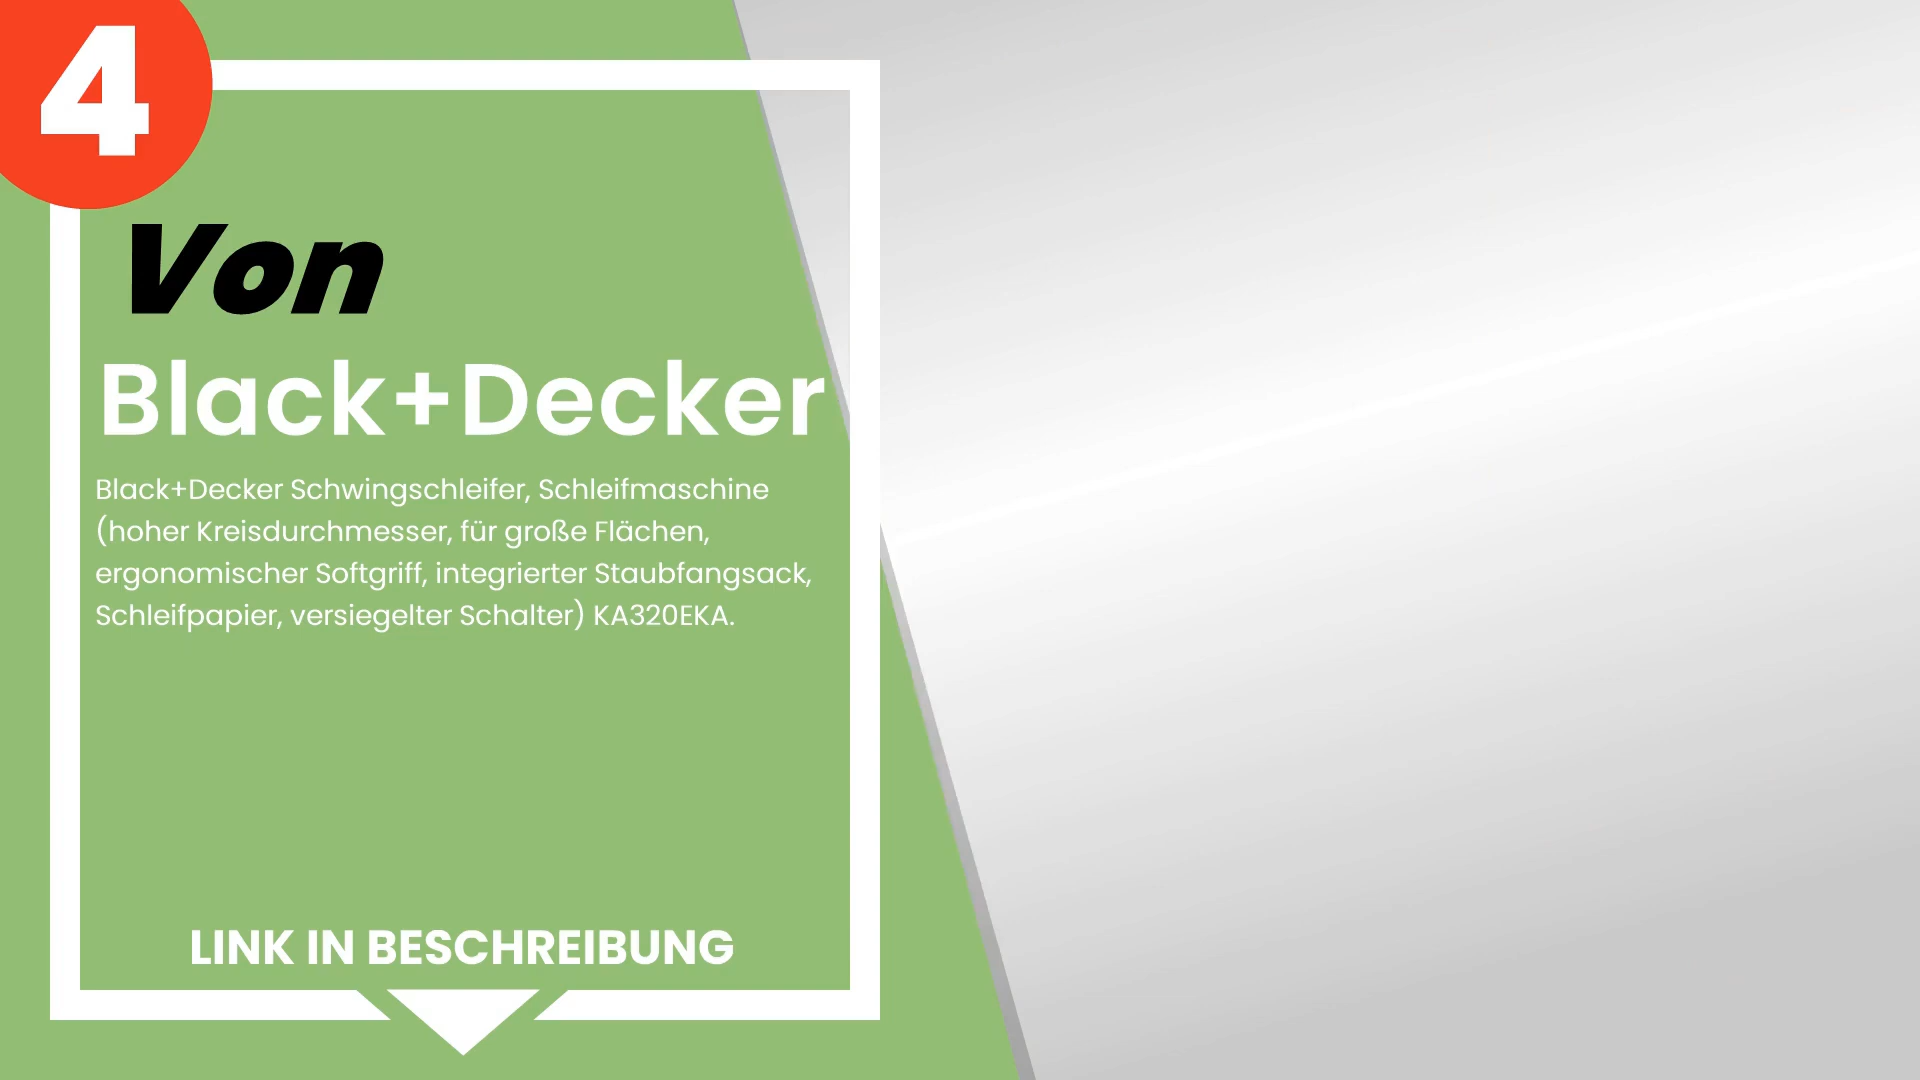 4
Von
Black+Decker
Black+Decker Schwingschleifer, Schleifmaschine
(hoher Kreisdurchmesser, für große Flächen,
ergonomischer Softgriff, integrierter Staubfangsack,
Schleifpapier, versiegelter Schalter) KA320EKA.
LINK IN BESCHREIBUNG